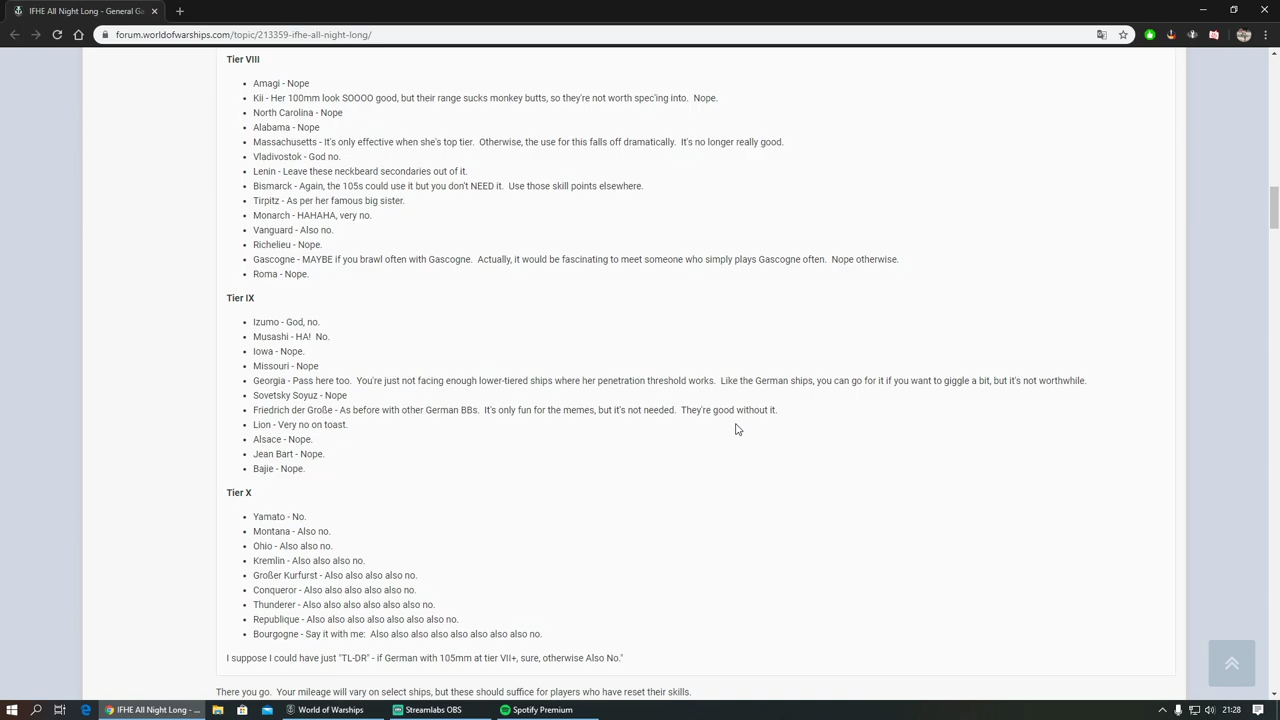 IFHE All Night Long - General Ga
forum.worldofwarships.com/topic/213359-ifhe-all-night-long/
Tier VIII
Amagi - Nope
Kii - Her 100mm look SOOOO good, but their range sucks monkey butts, so they're not worth spec'ing into.  Nope.
North Carolina - Nope
Alabama - Nope
Massachusetts - It's only effective when she's top tier.  Otherwise, the use for this falls off dramatically.  It's no longer really good.
Vladivostok - God no.
Lenin - Leave these neckbeard secondaries out of it.
Bismarck - Again, the 105s could use it but you don't NEED it.  Use those skill points elsewhere.
Tirpitz - As per her famous big sister.
Monarch - HAHAHA, very no.
Vanguard - Also no.
Richelieu - Nope.
Gascogne - MAYBE if you brawl often with Gascogne.  Actually, it would be fascinating to meet someone who simply plays Gascogne often.  Nope otherwise.
Roma - Nope.
Tier IX
Izumo - God, no.
Musashi - HA!  No.
Iowa - Nope.
Missouri - Nope
Georgia - Pass here too.  You're just not facing enough lower-tiered ships where her penetration threshold works.  Like the German ships, you can go for it if you want to giggle a bit, but it's not worthwhile.
Sovetsky Soyuz - Nope
Friedrich der Große - As before with other German BBs.  It's only fun for the memes, but it's not needed.  They're good without it.
Lion - Very no on toast.
Alsace - Nope.
Jean Bart - Nope.
Bajie - Nope.
Tier X
Yamato - No.
Montana - Also no.
Ohio - Also also no.
Kremlin - Also also also no.
Großer Kurfurst - Also also also also no.
Conqueror - Also also also also also no.
Thunderer - Also also also also also also no.
Republique - Also also also also also also also no.
Bourgogne - Say it with me:  Also also also also also also also also no.
I suppose I could have just "TL-DR" - if German with 105mm at tier VII+, sure, otherwise Also No."
There you go.  Your mileage will vary on select ships, but these should suffice for players who have reset their skills.
IFHE All Night Long - ...
World of Warships
Streamlabs OBS
Spotify Premium
21:28